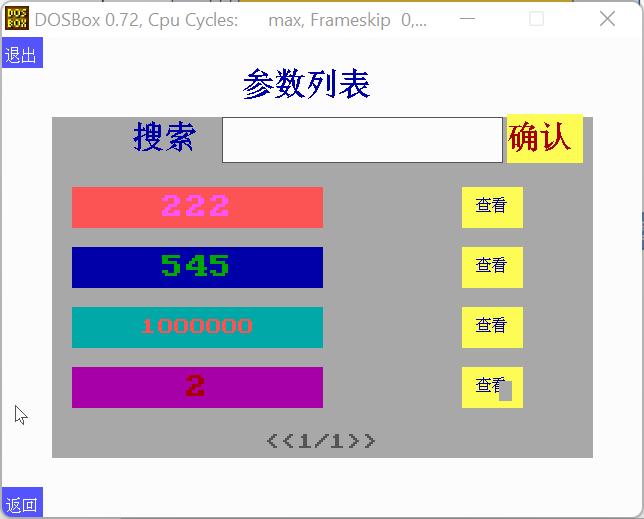 DOSBox 0.72, Cpu Cycles: max, Frameskip 0,...
退出
参数列表
搜索 确认
222 查看
545 查看
1000000 查看
2 查看
<<1/1>>
返回